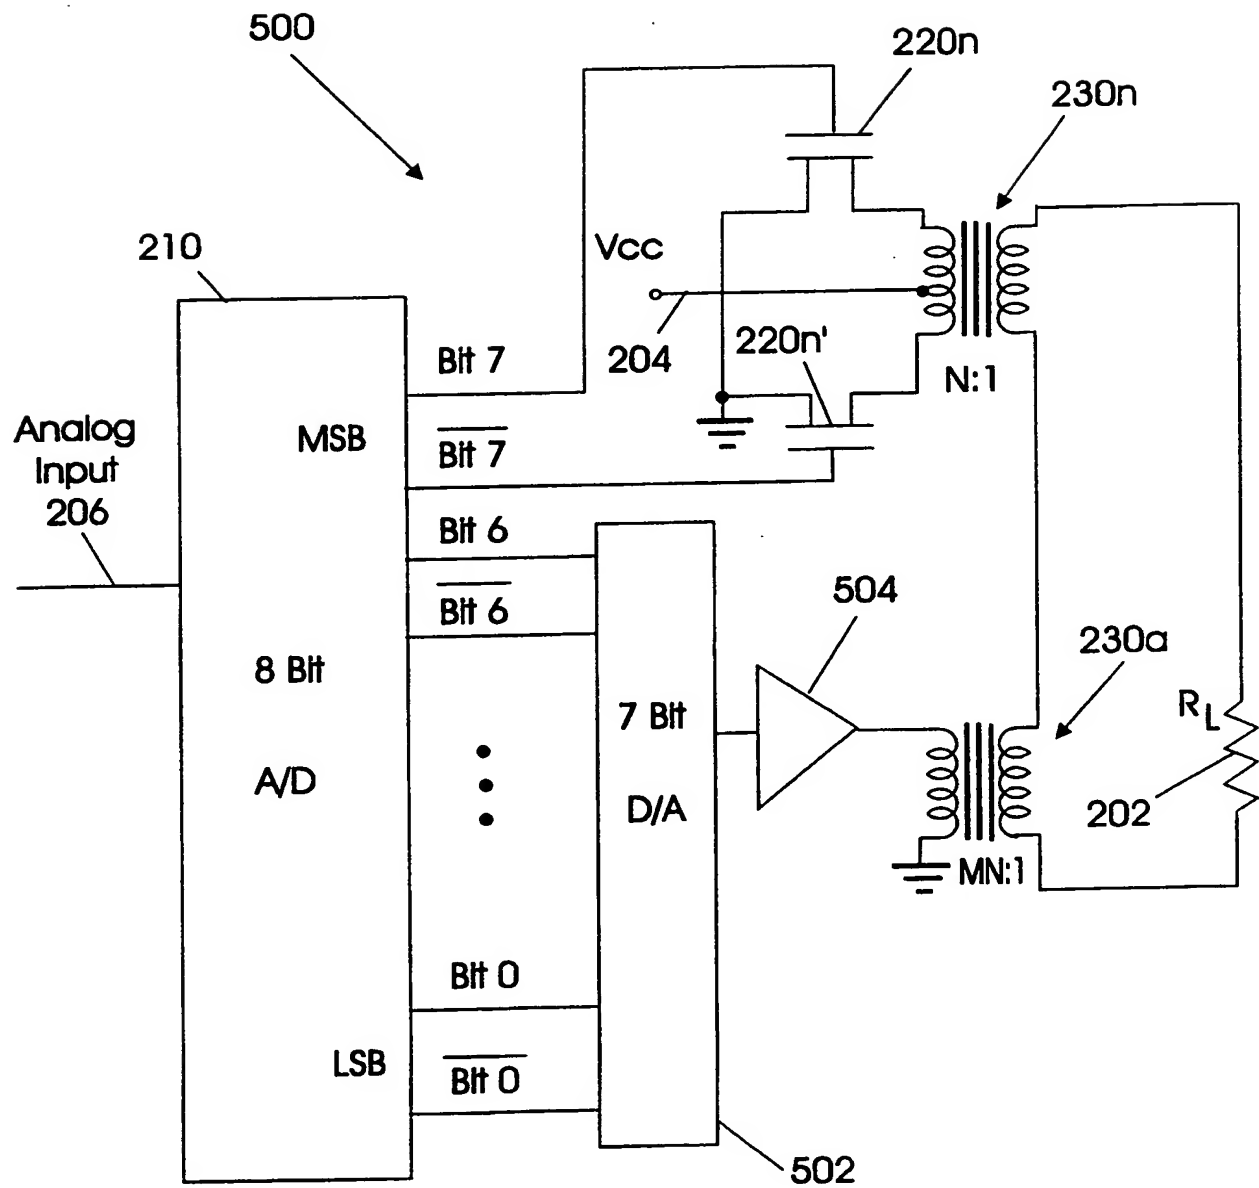 500
220n
230n
210
Vcc
204
220n'
N:1
Bit 7
MSB
Bit 7
Analog
Input
206
Bit 6
Bit 6
504
230a
8 Bit
7 Bit
RL
A/D
D/A
202
MN:1
Bit 0
LSB
Bit 0
502